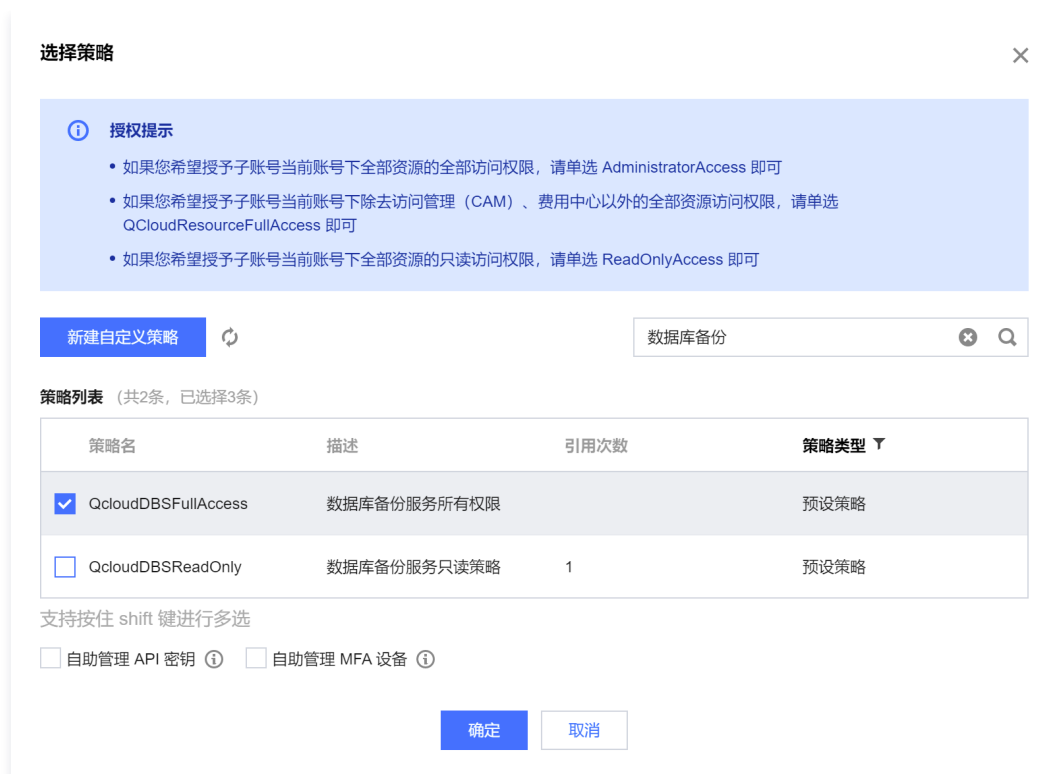 选择策略
授权提示
• 如果您希望授予子账号当前账号下全部资源的全部访问权限，请单选 AdministratorAccess 即可
• 如果您希望授予子账号当前账号下除去访问管理（CAM）、费用中心以外的全部资源访问权限，请单选
QCloudResourceFullAccess 即可
• 如果您希望授予子账号当前账号下全部资源的只读访问权限，请单选 ReadOnlyAccess 即可
新建自定义策略 数据库备份
策略列表 （共2条，已选择3条）
策略名 描述 引用次数 策略类型
QcloudDBSFullAccess 数据库备份服务所有权限 预设策略
QcloudDBSReadOnly 数据库备份服务只读策略 1 预设策略
支持按住 shift 键进行多选
自助管理 API 密钥 自助管理 MFA 设备
确定 取消